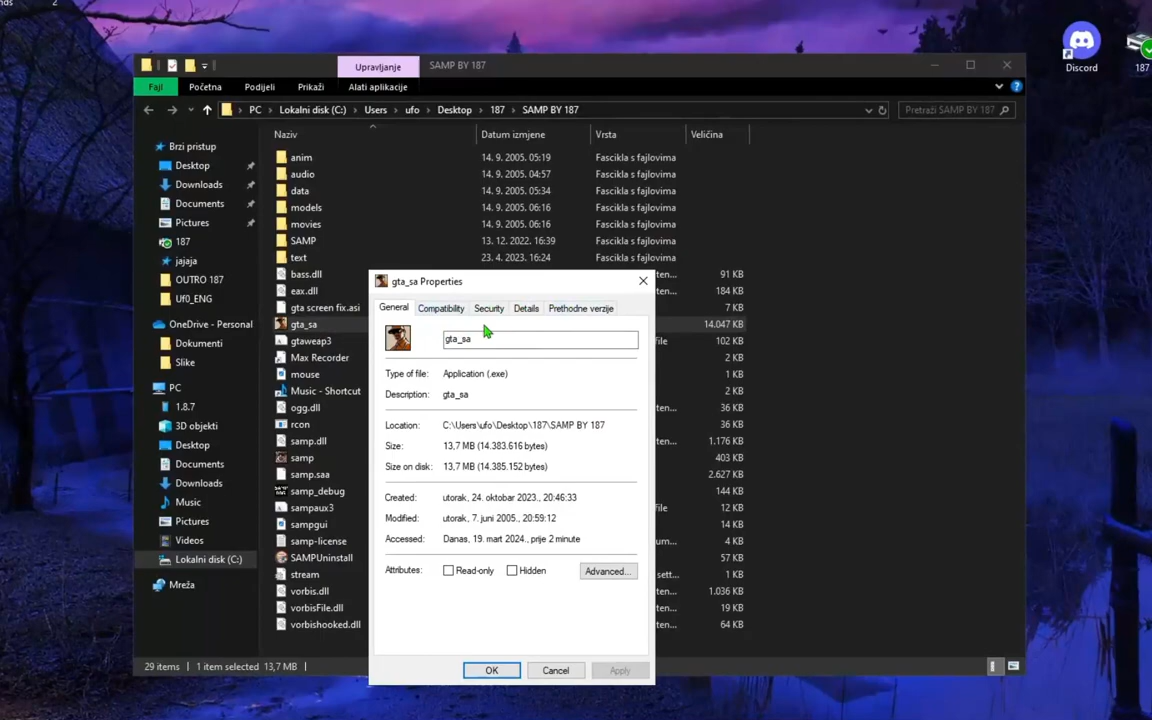 2
Discord
187
Upravljanje
SAMP BY 187
Fajl
Početna
Podijeli
Prikaži
Alati aplikacije
PC
Lokalni disk (C:)
Users
ufo
Desktop
187
SAMP BY 187
Pretraži SAMP BY 187
Naziv
Datum izmjene
Vrsta
Veličina
Brzi pristup
Desktop
Downloads
Documents
Pictures
187
jajaja
OUTRO 187
Uf0_ENG
OneDrive - Personal
Dokumenti
Slike
PC
1.8.7
3D objekti
Desktop
Documents
Downloads
Music
Pictures
Videos
Lokalni disk (C:)
Mreža
anim 14. 9. 2005. 05:19 Fascikla s fajlovima
audio 14. 9. 2005. 04:57 Fascikla s fajlovima
data 14. 9. 2005. 05:34 Fascikla s fajlovima
models 14. 9. 2005. 06:16 Fascikla s fajlovima
movies 14. 9. 2005. 06:16 Fascikla s fajlovima
SAMP 13. 12. 2022. 16:39 Fascikla s fajlovima
text 23. 4. 2023. 16:24 Fascikla s fajlovima
bass.dll ten... 91 KB
eax.dll ten... 184 KB
gta screen fix.asi 7 KB
gta_sa 14.047 KB
gtaweap3 file 102 KB
Max Recorder 2 KB
mouse 1 KB
Music - Shortcut 2 KB
ogg.dll ten... 36 KB
rcon 36 KB
samp.dll ten... 1.176 KB
samp 403 KB
samp.saa 2.627 KB
samp_debug 144 KB
sampaux3 file 12 KB
sampgui 14 KB
samp-license um... 4 KB
SAMPUninstall 57 KB
stream sett... 1 KB
vorbis.dll ten... 1.036 KB
vorbisFile.dll ten... 19 KB
vorbishooked.dll ten... 64 KB
gta_sa Properties
General
Compatibility
Security
Details
Prethodne verzije
gta_sa
Type of file: Application (.exe)
Description: gta_sa
Location: C:\Users\ufo\Desktop\187\SAMP BY 187
Size: 13,7 MB (14.383.616 bytes)
Size on disk: 13,7 MB (14.385.152 bytes)
Created: utorak, 24. oktobar 2023., 20:46:33
Modified: utorak, 7. juni 2005., 20:59:12
Accessed: Danas, 19. mart 2024., prije 2 minute
Attributes: Read-only Hidden Advanced...
OK
Cancel
Apply
29 items
1 item selected 13,7 MB